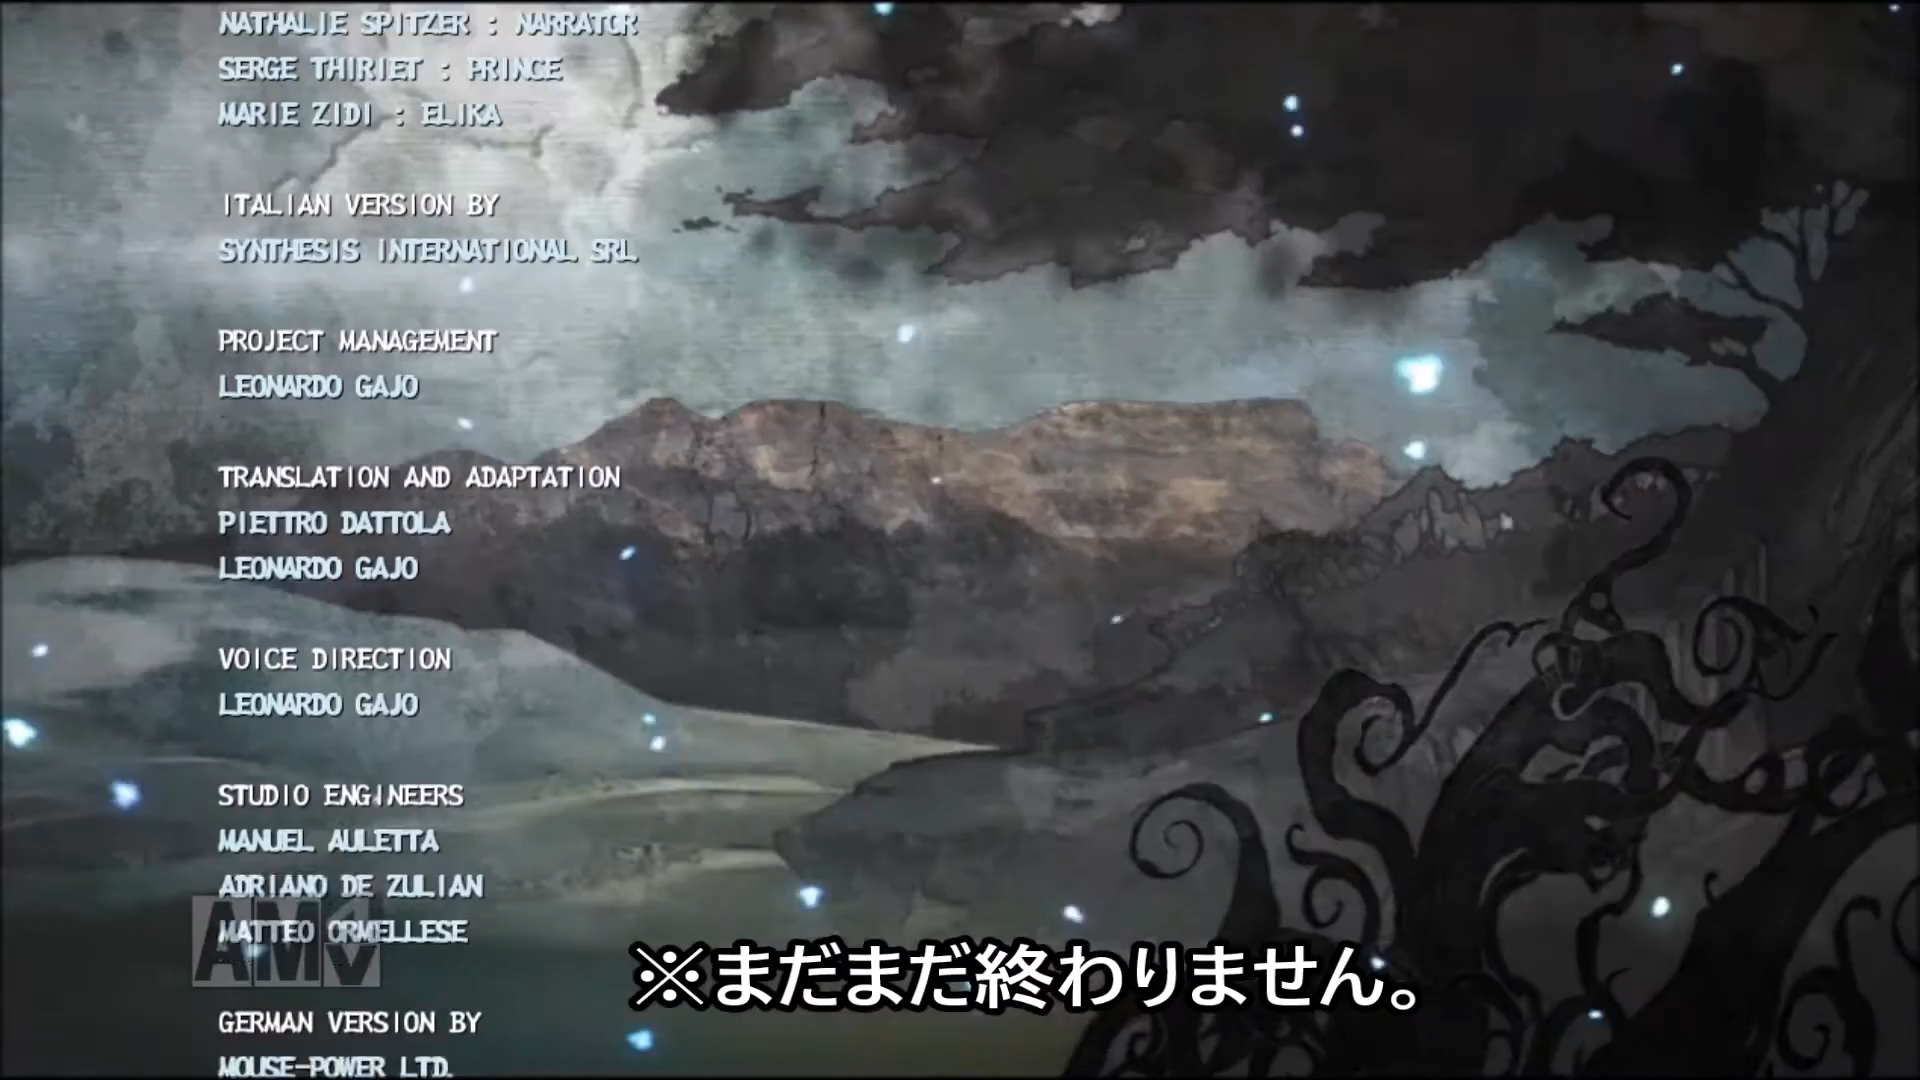 NATHALIE SPITZER : NARRATOR
SERGE THIRIET : PRINCE
MARIE ZIDI : ELIKA
ITALIAN VERSION BY
SYNTHESIS INTERNATIONAL SRL
PROJECT MANAGEMENT
LEONARDO GAJO
TRANSLATION AND ADAPTATION
PIETTRO DATTOLA
LEONARDO GAJO
VOICE DIRECTION
LEONARDO GAJO
STUDIO ENGINEERS
MANUEL AULETTA
ADRIANO DE ZULIAN
MATTEO ORMELLESE
AMV
※まだまだ終わりません。
GERMAN VERSION BY
MOUSE-POWER LTD.